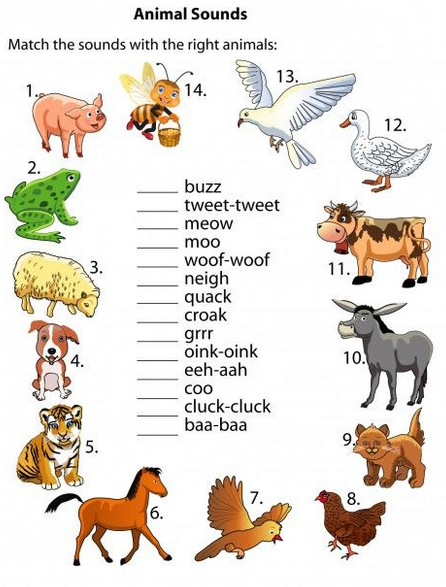 Animal Sounds
Match the sounds with the right animals:
1.
14.
13.
12.
2.
_____ buzz
_____ tweet-tweet
_____ meow
_____ moo
_____ woof-woof
_____ neigh
_____ quack
_____ croak
_____ grrr
_____ oink-oink
_____ eeh-aah
_____ coo
_____ cluck-cluck
_____ baa-baa
11.
3.
4.
10.
5.
9.
6.
7.
8.